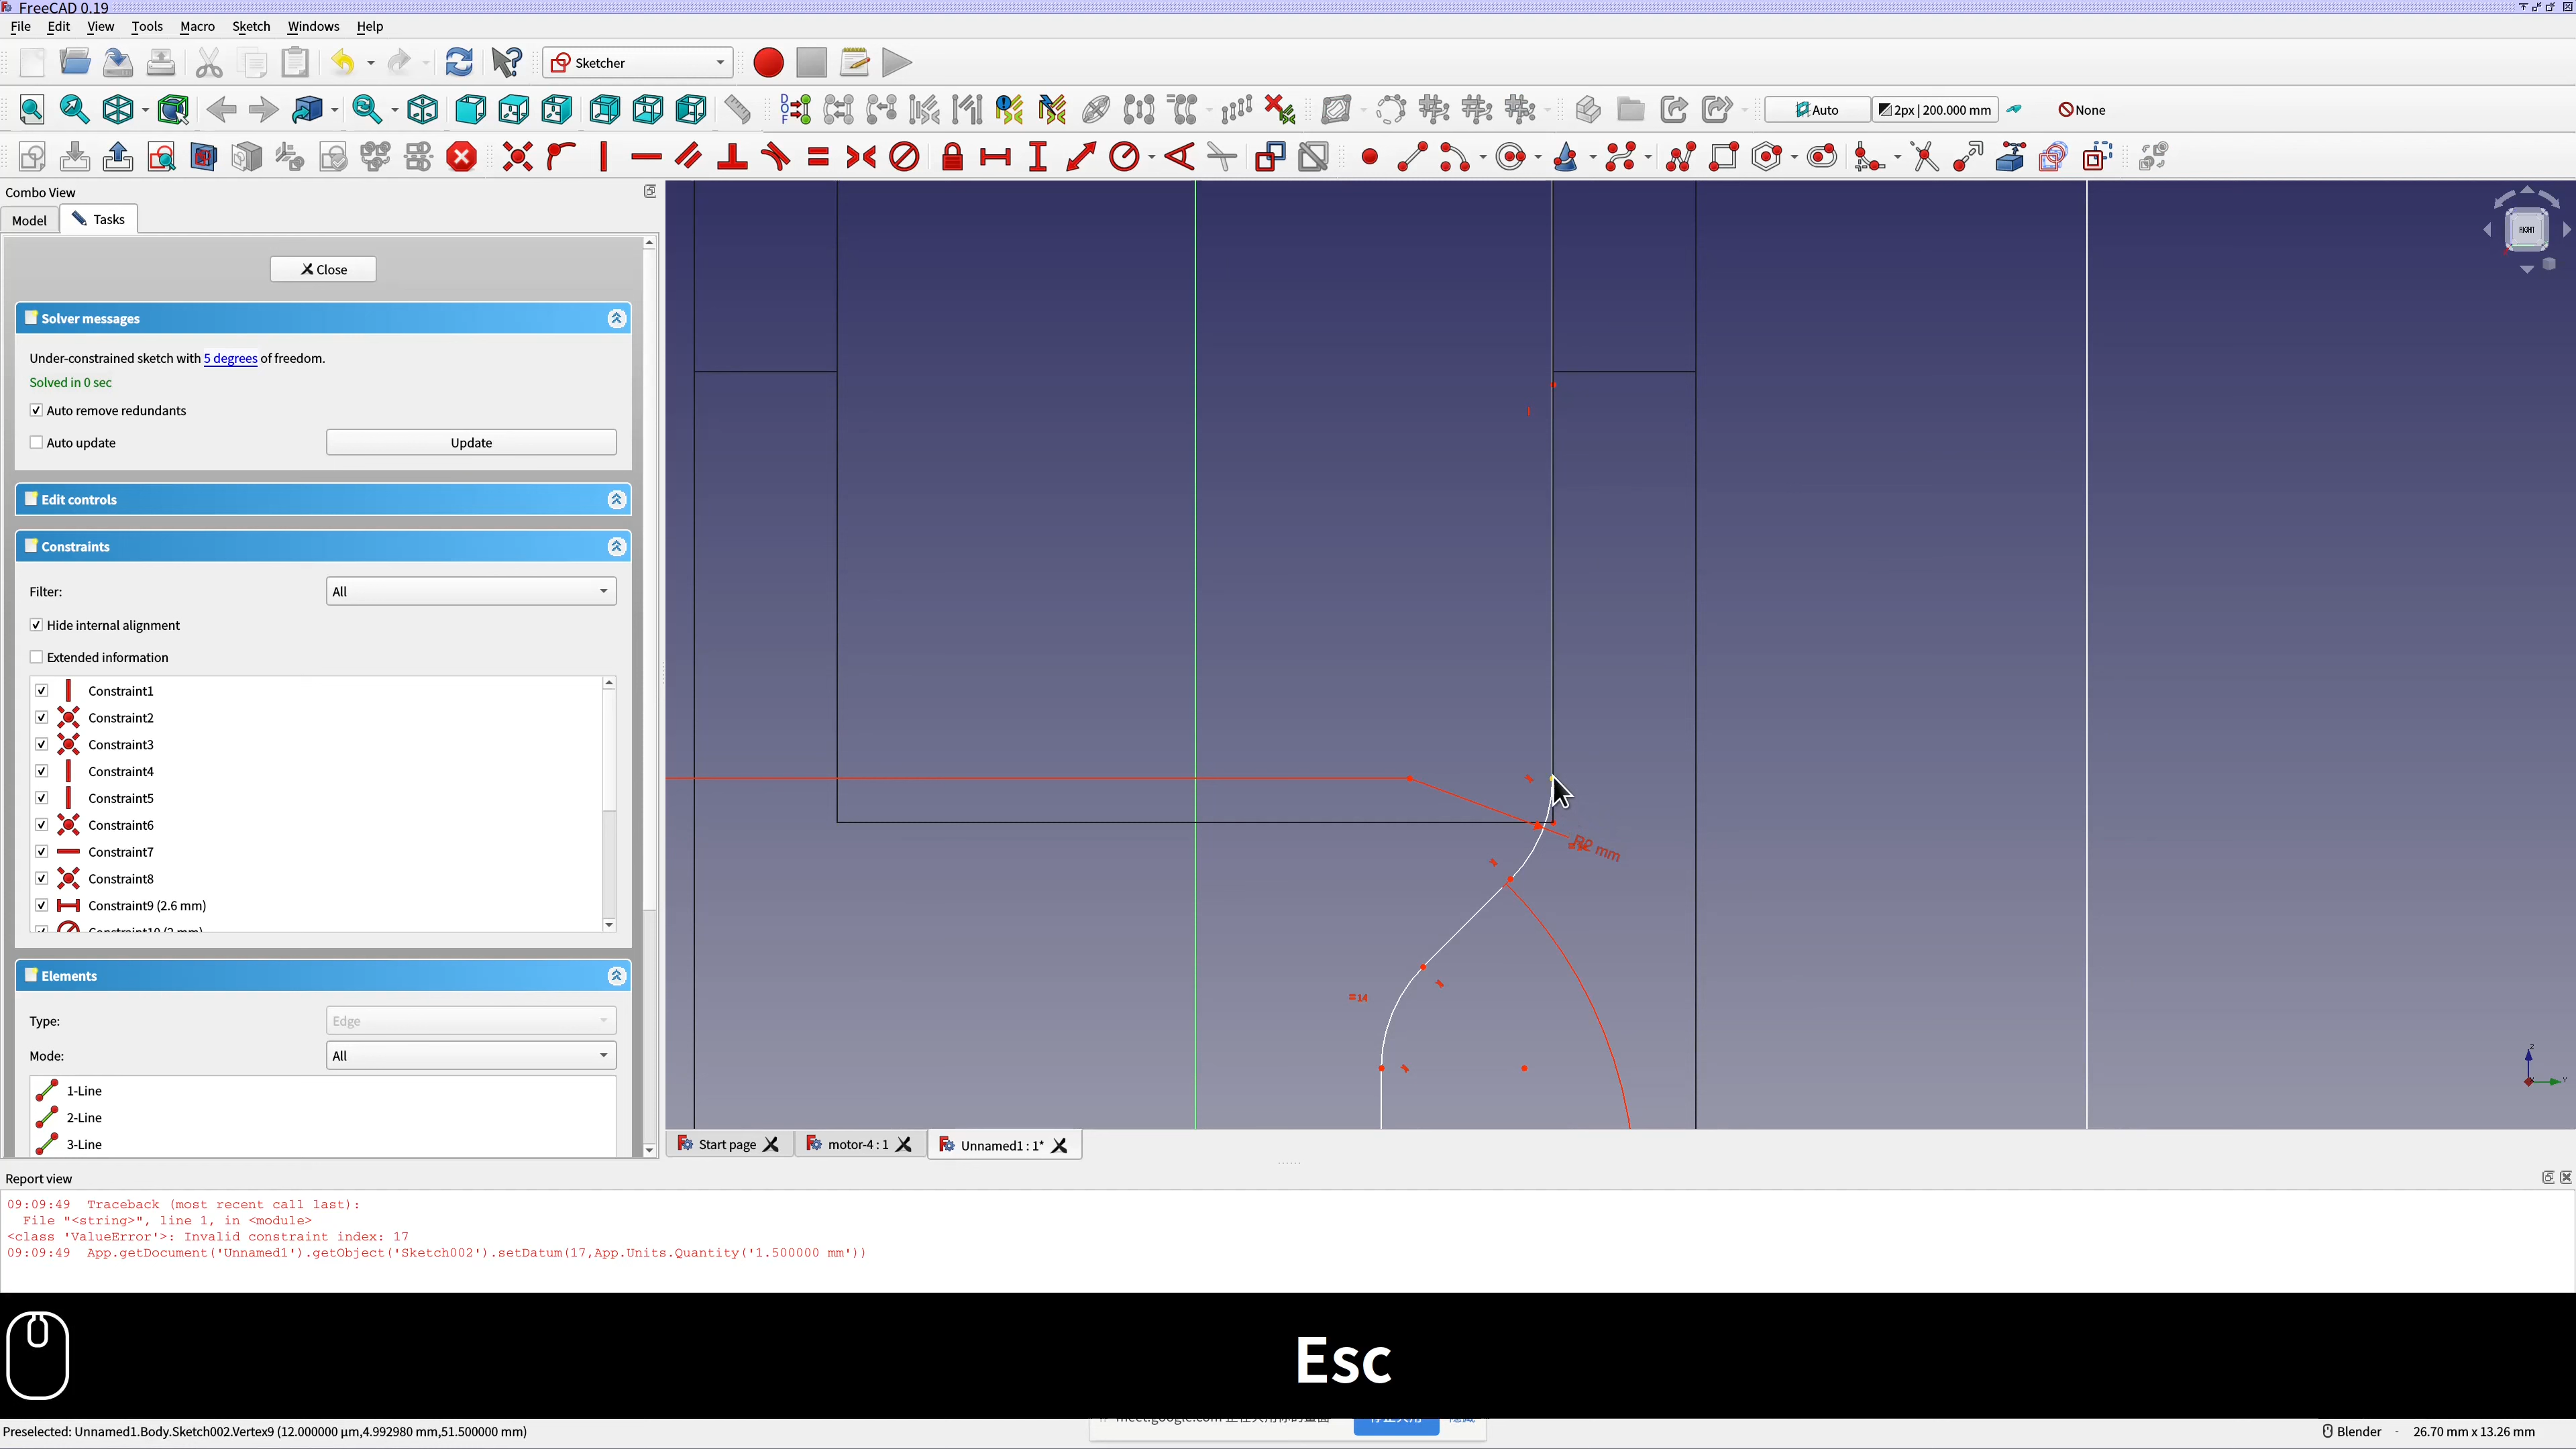 FreeCAD 0.19
File Edit View Tools Macro Sketch Windows Help
Sketcher
Auto
2px | 200.000 mm
None
Combo View
Model
Tasks
Close
Solver messages
Under-constrained sketch with 5 degrees of freedom.
Solved in 0 sec
Auto remove redundants
Auto update
Update
Edit controls
Constraints
Filter:
All
Hide internal alignment
Extended information
Constraint1
Constraint2
Constraint3
Constraint4
Constraint5
Constraint6
Constraint7
Constraint8
Constraint9 (2.6 mm)
Constraint10 (2 mm)
Elements
Type:
Edge
Mode:
All
1-Line
2-Line
3-Line
RIGHT
R2 mm
14
Z
Y
Start page
motor-4 : 1
Unnamed1 : 1*
Report view
09:09:49 Traceback (most recent call last):
File "<string>", line 1, in <module>
<class 'ValueError'>: Invalid constraint index: 17
09:09:49 App.getDocument('Unnamed1').getObject('Sketch002').setDatum(17,App.Units.Quantity('1.500000 mm'))
Esc
Preselected: Unnamed1.Body.Sketch002.Vertex9 (12.000000 µm,4.992980 mm,51.500000 mm)
Blender
26.70 mm x 13.26 mm